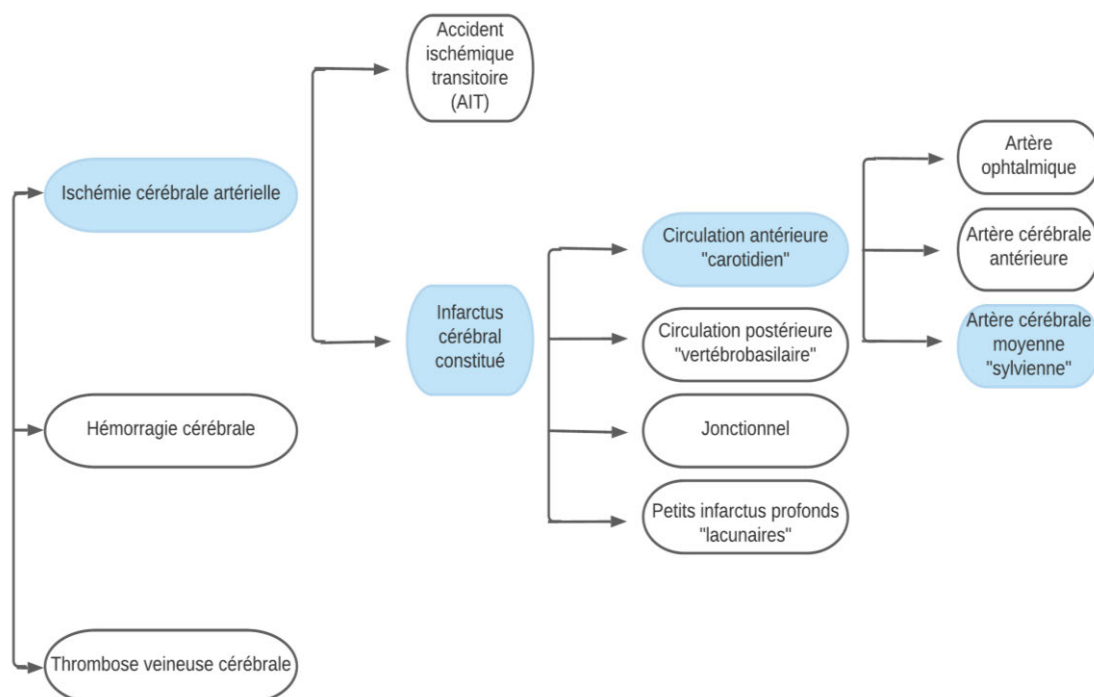 Accident
ischémique
transitoire
(AIT)
Ischémie cérébrale artérielle
Artère
ophtalmique
Circulation antérieure
"carotidien"
Artère cérébrale
antérieure
Infarctus
cérébral
constitué
Circulation postérieure
"vertébrobasilaire"
Artère cérébrale
moyenne
"sylvienne"
Hémorragie cérébrale
Jonctionnel
Petits infarctus profonds
"lacunaires"
Thrombose veineuse cérébrale